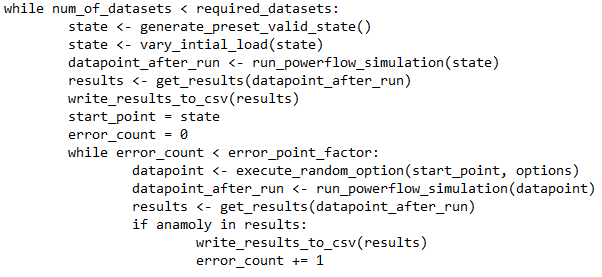 while num_of_datasets < required_datasets:
state <- generate_preset_valid_state()
state <- vary_intial_load(state)
datapoint_after_run <- run_powerflow_simulation(state)
results <- get_results(datapoint_after_run)
write_results_to_csv(results)
start_point = state
error_count = 0
while error_count < error_point_factor:
datapoint <- execute_random_option(start_point, options)
datapoint_after_run <- run_powerflow_simulation(datapoint)
results <- get_results(datapoint_after_run)
if anamoly in results:
write_results_to_csv(results)
error_count += 1